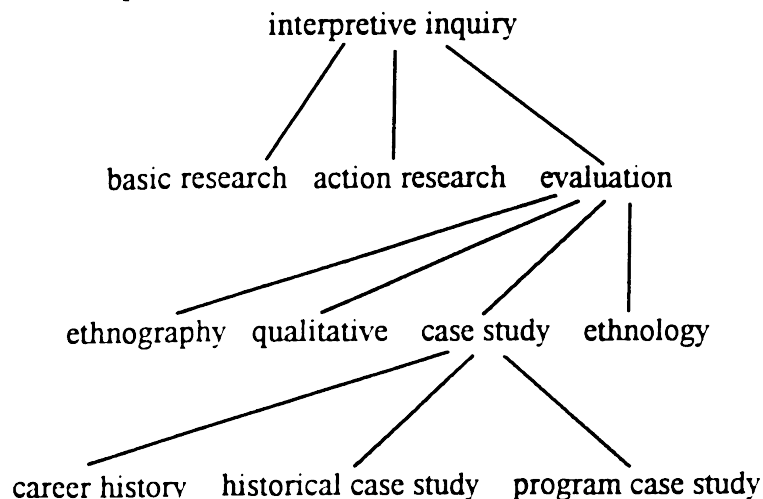 interpretive inquiry
basic research action research evaluation
ethnography qualitative case study ethnology
career history historical case study program case study